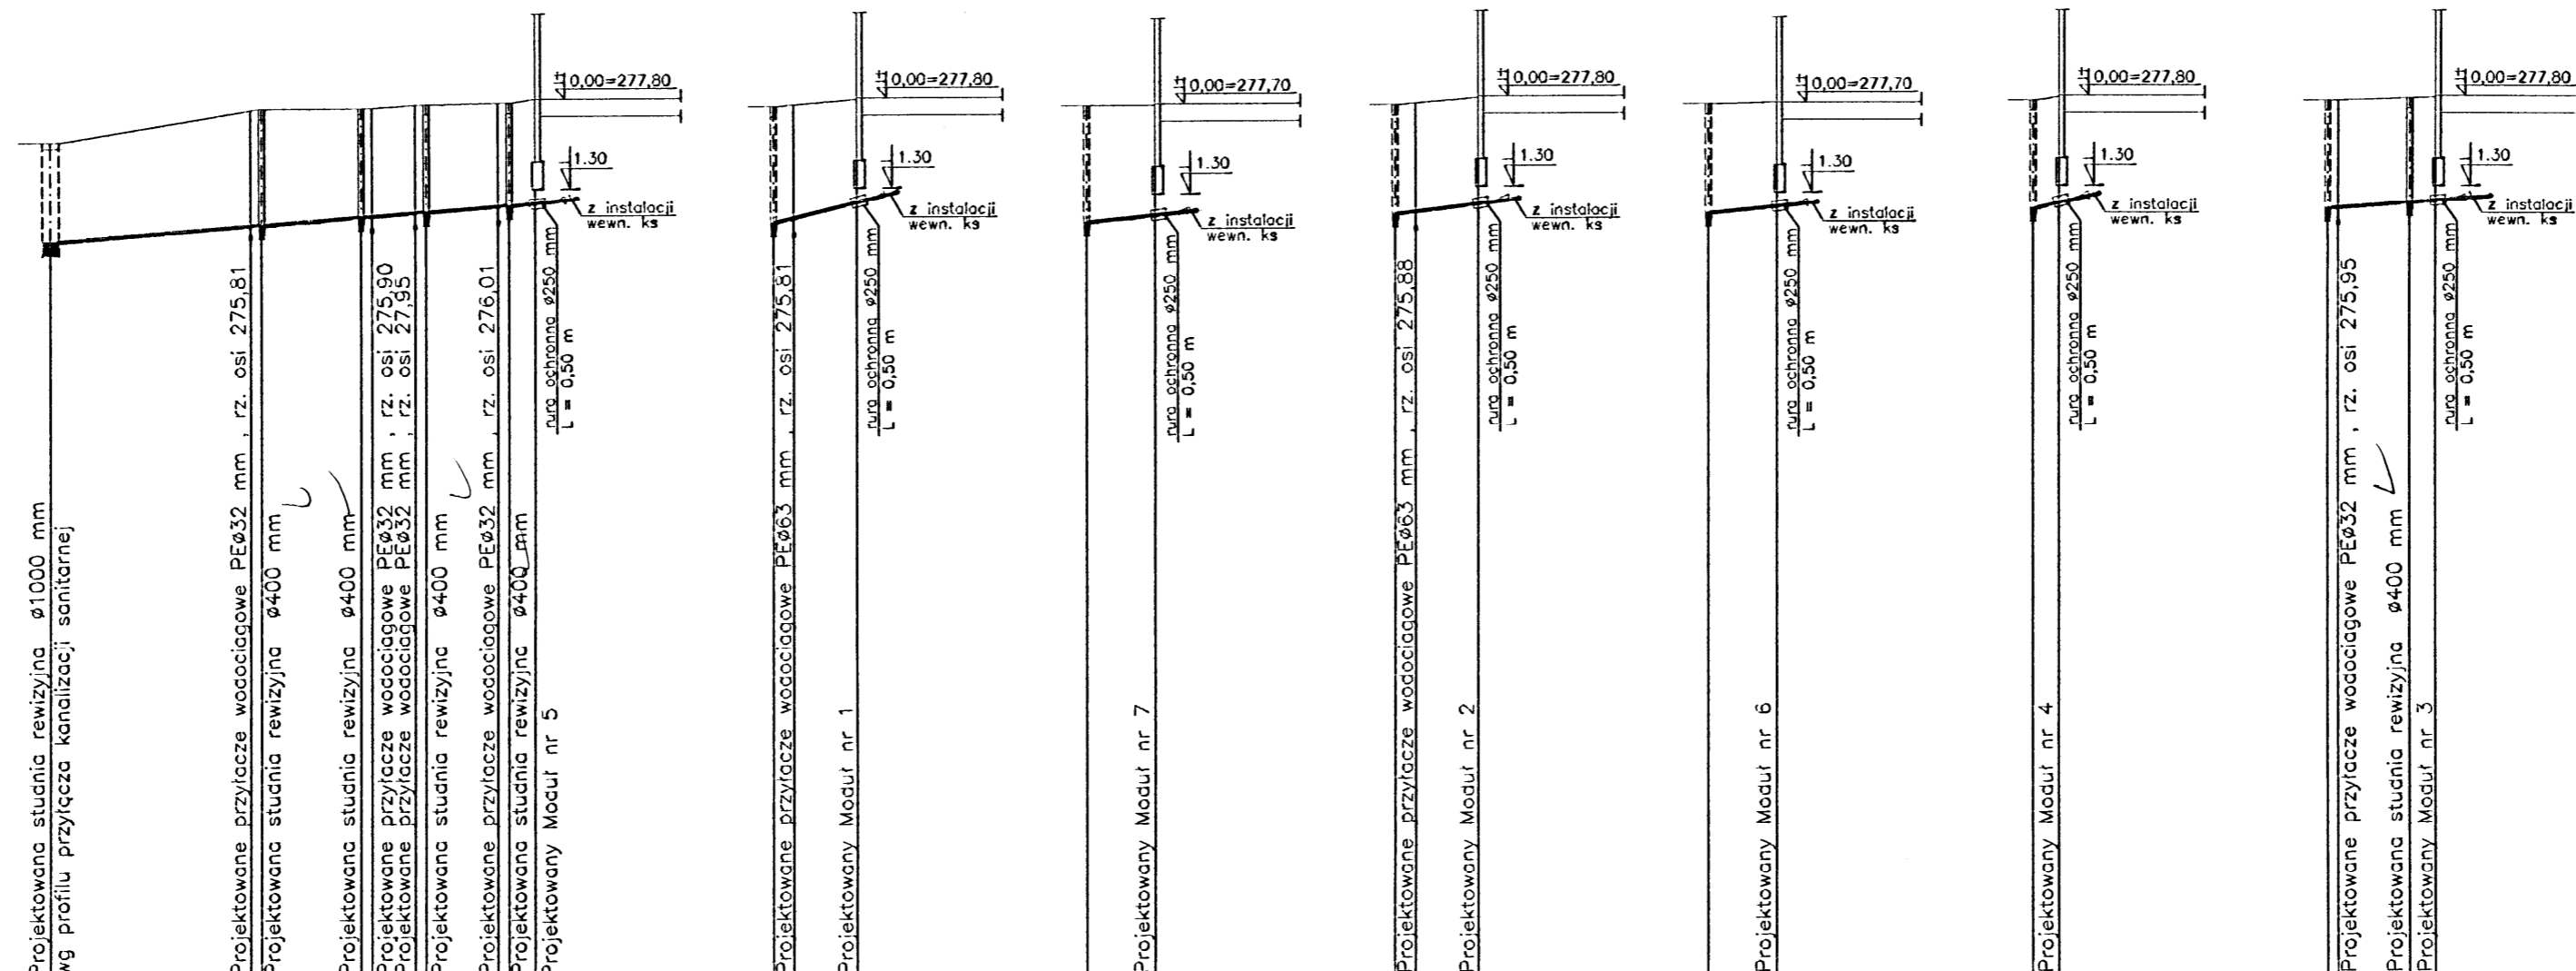 Projektowana studnia rewizyjna ø1000 mm
wg profilu przyłącza kanalizacji sanitarnej
Projektowane przyłącze wodociągowe PEø32 mm , rz. osi 275,81
Projektowana studnia rewizyjna ø400 mm
Projektowana studnia rewizyjna ø400 mm
Projektowane przyłącze wodociągowe PEø32 mm , rz. osi 275,90
Projektowane przyłącze wodociągowe PEø32 mm , rz. osi 27,95
Projektowana studnia rewizyjna ø400 mm
Projektowane przyłącze wodociągowe PEø32 mm , rz. osi 276,01
Projektowana studnia rewizyjna ø400 mm
Projektowany Moduł nr 5
rura ochronna ø250 mm
L = 0,50 m
±0,00=277,80
1.30
z instalacji
wewn. ks
Projektowane przyłącze wodociągowe PEø63 mm , rz. osi 275,81
Projektowany Moduł nr 1
rura ochronna ø250 mm
L = 0,50 m
±0,00=277,80
1.30
z instalacji
wewn. ks
Projektowany Moduł nr 7
rura ochronna ø250 mm
L = 0,50 m
±0,00=277,70
1.30
z instalacji
wewn. ks
Projektowane przyłącze wodociągowe PEø63 mm , rz. osi 275,88
Projektowany Moduł nr 2
rura ochronna ø250 mm
L = 0,50 m
±0,00=277,80
1.30
z instalacji
wewn. ks
Projektowany Moduł nr 6
rura ochronna ø250 mm
L = 0,50 m
±0,00=277,70
1.30
z instalacji
wewn. ks
Projektowany Moduł nr 4
rura ochronna ø250 mm
L = 0,50 m
±0,00=277,80
1.30
z instalacji
wewn. ks
Projektowane przyłącze wodociągowe PEø32 mm , rz. osi 275,95
Projektowana studnia rewizyjna ø400 mm
Projektowany Moduł nr 3
rura ochronna ø250 mm
L = 0,50 m
±0,00=277,80
1.30
z instalacji
wewn. ks